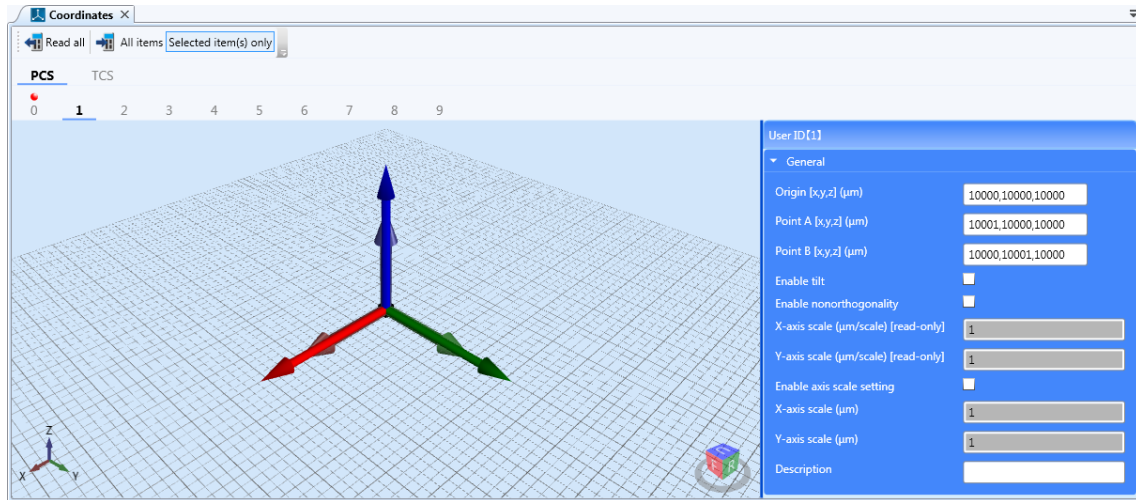 Coordinates
Read all All items Selected item(s) only
PCS TCS
0 1 2 3 4 5 6 7 8 9
User ID【1】
General
Origin [x,y,z] (μm) 10000,10000,10000
Point A [x,y,z] (μm) 10001,10000,10000
Point B [x,y,z] (μm) 10000,10001,10000
Enable tilt
Enable nonorthogonality
X-axis scale (μm/scale) [read-only] 1
Y-axis scale (μm/scale) [read-only] 1
Enable axis scale setting
X-axis scale (μm) 1
Y-axis scale (μm) 1
Description
Z
X Y
F R